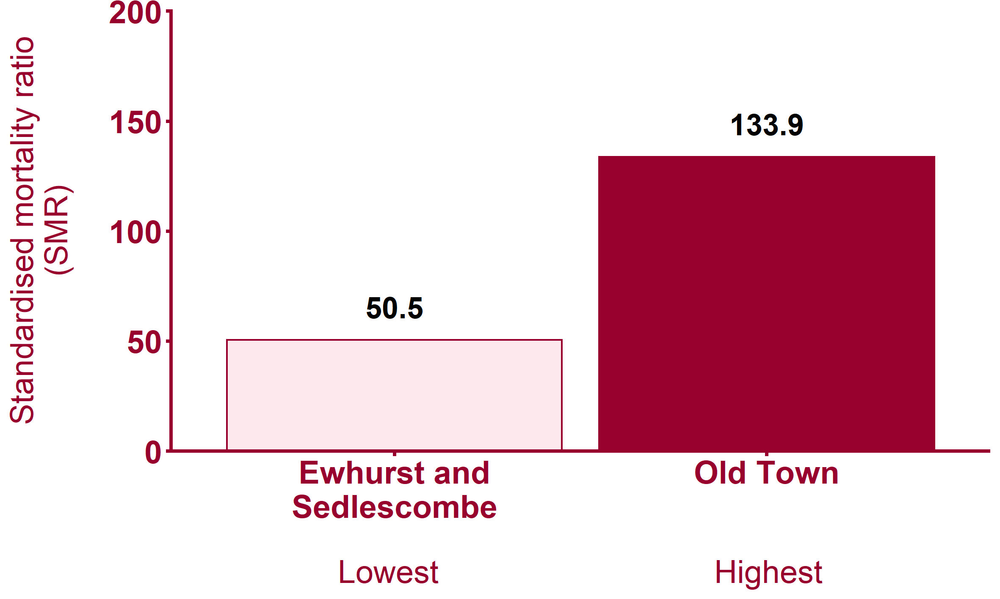 Standardised mortality ratio
(SMR)
200
150
100
50
0
50.5
133.9
Ewhurst and
Sedlescombe
Old Town
Lowest
Highest